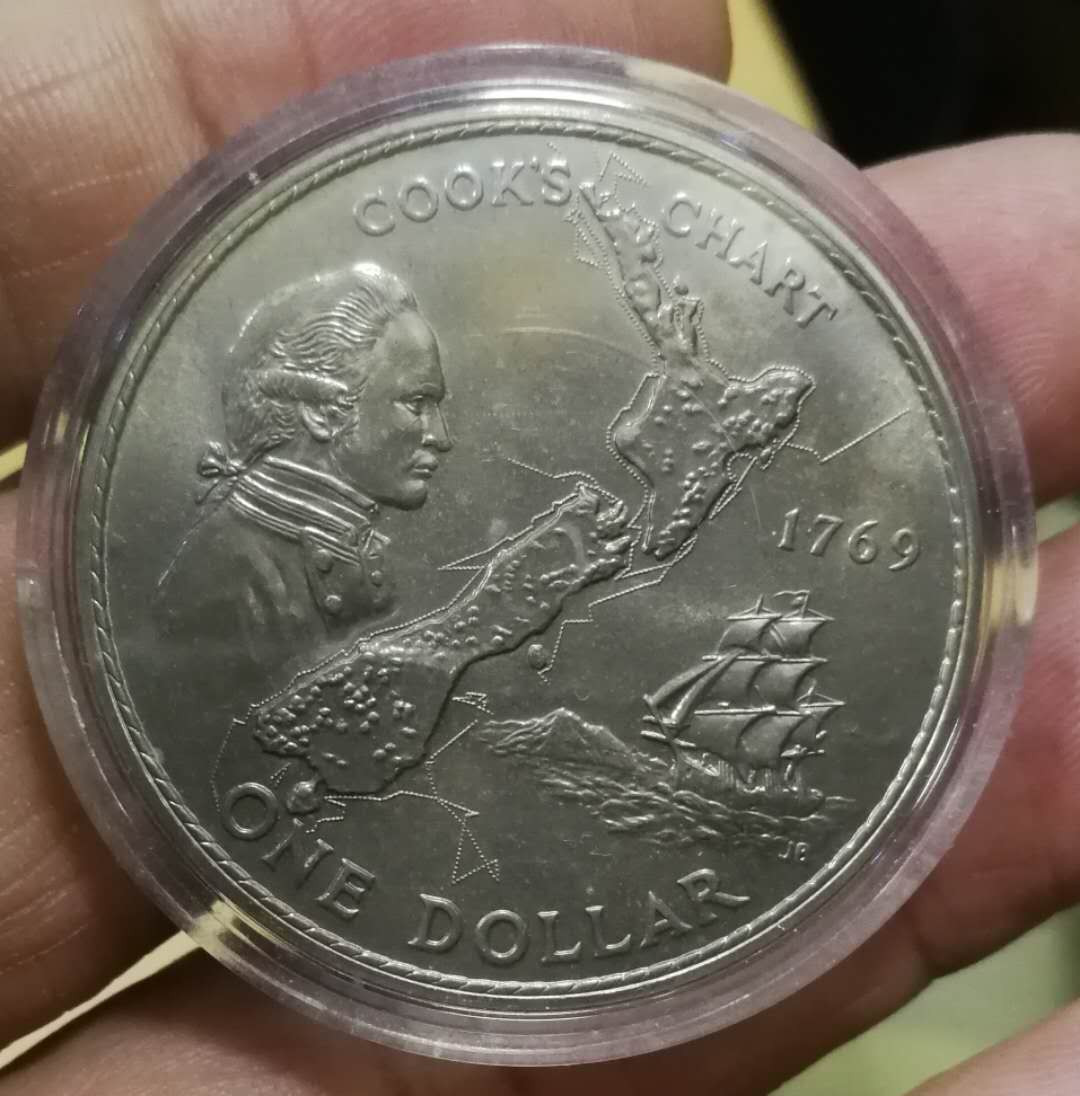 COOK'S CHART
1769
JB
ONE DOLLAR